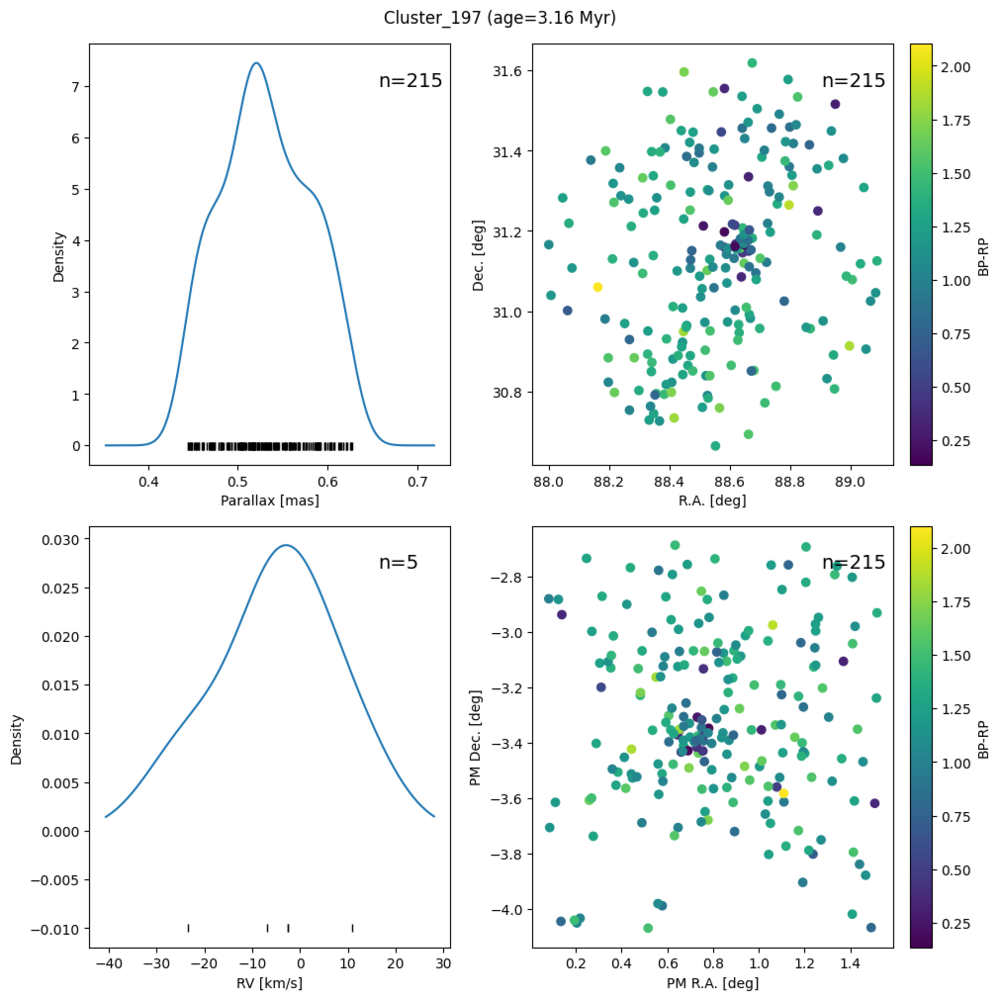 Cluster_197 (age=3.16 Myr)
n=215
7
6
5
4
3
2
1
0
Density
0.4 0.5 0.6 0.7
Parallax [mas]
n=215
31.6
31.4
31.2
31.0
30.8
Dec. [deg]
88.0 88.2 88.4 88.6 88.8 89.0
R.A. [deg]
2.00
1.75
1.50
1.25
1.00
0.75
0.50
0.25
BP-RP
n=5
0.030
0.025
0.020
0.015
0.010
0.005
0.000
−0.005
−0.010
Density
−40 −30 −20 −10 0 10 20 30
RV [km/s]
n=215
−2.8
−3.0
−3.2
−3.4
−3.6
−3.8
−4.0
PM Dec. [deg]
0.2 0.4 0.6 0.8 1.0 1.2 1.4
PM R.A. [deg]
2.00
1.75
1.50
1.25
1.00
0.75
0.50
0.25
BP-RP